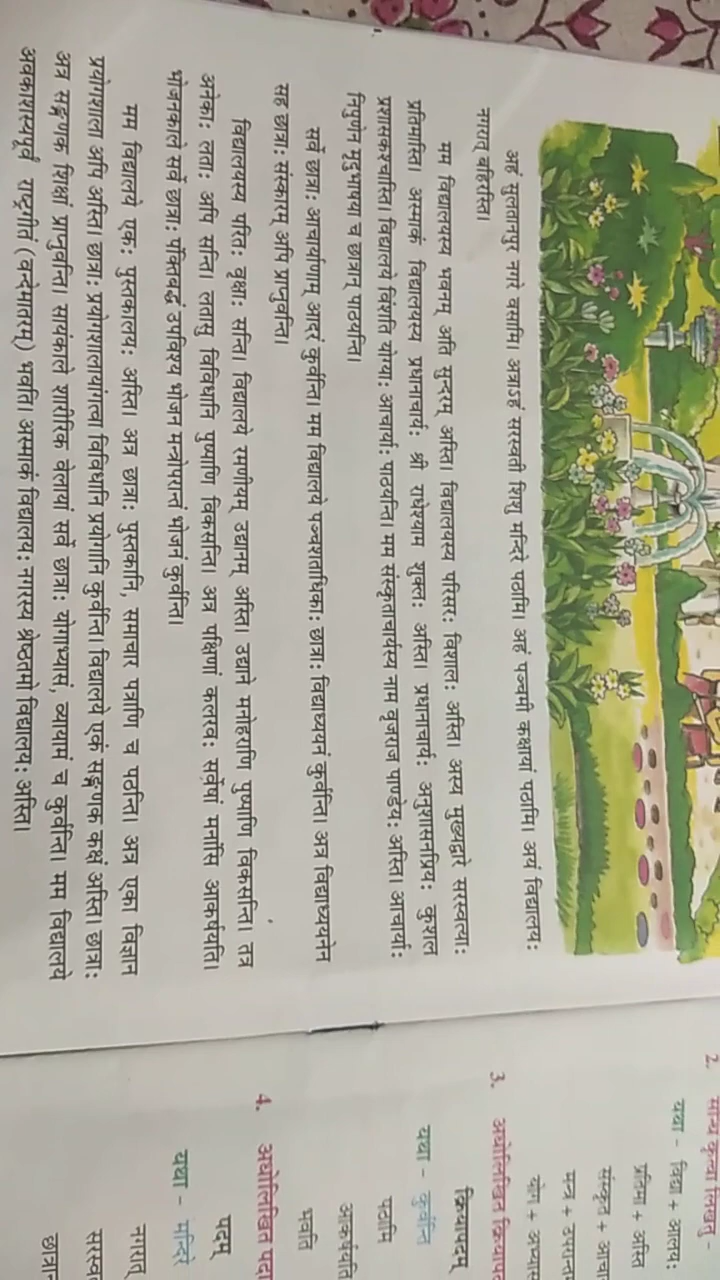 अहं सुलतानपुर नगरे वसामि। अत्राऽहं सरस्वती शिशु मन्दिरे पठामि। अहं पञ्चमी कक्षायां पठामि। अयं विद्यालय:
नगरात् बहिरस्ति।
मम विद्यालयस्य भवनम् अति सुन्दरम् अस्ति। विद्यालयस्य परिसर: विशाल: अस्ति। अस्य मुख्यद्वारे सरस्वत्या:
प्रतिमास्ति। अस्माकं विद्यालयस्य प्रधानाचार्य: श्री राधेश्याम शुक्ल: अस्ति। प्रधानाचार्य: अनुशासनप्रिय: कुशल
प्रशासकश्चास्ति। विद्यालये विंशति योग्या: आचार्या: पाठयन्ति। मम संस्कृताचार्यस्य नाम बृजराज पाण्डेय: अस्ति। आचार्या:
निपुणेन मृदुभाषया च छात्रान् पाठयन्ति।
सर्वे छात्रा: आचार्याणाम् आदरं कुर्वन्ति। मम विद्यालये पञ्चशताधिका: छात्रा: विद्याध्ययनं कुर्वन्ति। अत्र विद्याध्ययनेन
सह छात्रा: संस्कारम् अपि प्राप्नुवन्ति।
विद्यालयस्य परित: वृक्षा: सन्ति। विद्यालये रमणीयम् उद्यानम् अस्ति। उद्याने मनोहराणि पुष्पाणि विकसन्ति। तत्र
अनेका: लता: अपि सन्ति। लतासु विविधानि पुष्पाणि विकसन्ति। अत्र पक्षिणां कलरव: सर्वेषां मनांसि आकर्षयति।
भोजनकाले सर्वे छात्रा: पंक्तिबद्धं उपविश्य भोजन मन्त्रोपरान्तं भोजनं कुर्वन्ति।
मम विद्यालये एक: पुस्तकालय: अस्ति। अत्र छात्रा: पुस्तकानि, समाचार पत्राणि च पठन्ति। अत्र एका विज्ञान
प्रयोगशाला अपि अस्ति। छात्रा: प्रयोगशालायांगत्वा विविधानि प्रयोगानि कुर्वन्ति। विद्यालये एकं सङ्गणक कक्षं अस्ति। छात्रा:
अत्र सङ्गणक शिक्षां प्राप्नुवन्ति। सायंकाले शारीरिक वेलायां सर्वे छात्रा: योगाभ्यासं, व्यायामं च कुर्वन्ति। मम विद्यालये
अवकाशस्यपूर्वं राष्ट्रगीतं (वन्देमातरम्) भवति। अस्माकं विद्यालय: नगरस्य श्रेष्ठतमो विद्यालय: अस्ति।
2. सन्धि कृत्वा लिखत -
यथा - विद्या + आलय:
प्रतिमा + अस्ति
संस्कृत + आचा
मन्त्र + उपरान्त
योग + अभ्यास
3. अधोलिखित क्रियाप
क्रियापदम्
यथा - कुर्वन्ति
पठामि
आकर्षयति
भवति
4. अधोलिखित पदा
पदम्
यथा - मन्दिरे
नगरात्
सरस्व
छात्रान